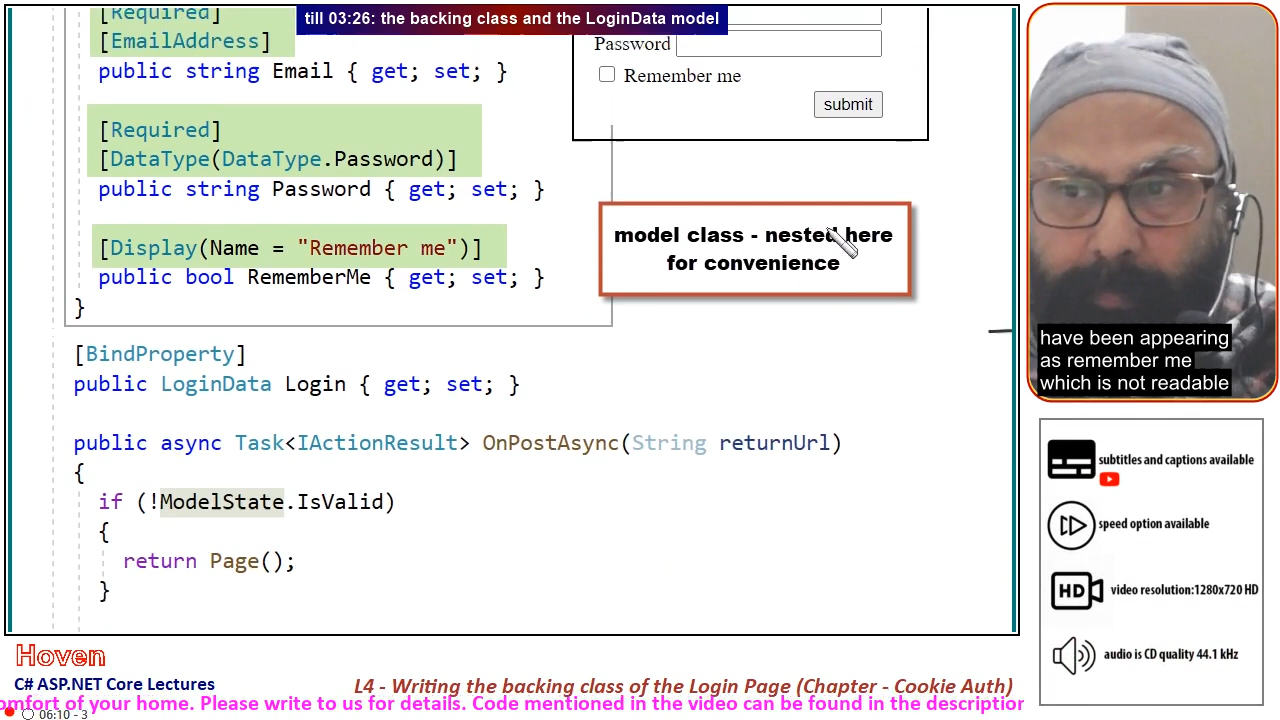 till 03:26: the backing class and the LoginData model
[Required]
[EmailAddress]
public string Email { get; set; }
[Required]
[DataType(DataType.Password)]
public string Password { get; set; }
[Display(Name = "Remember me")]
public bool RememberMe { get; set; }
}
[BindProperty]
public LoginData Login { get; set; }
public async Task<IActionResult> OnPostAsync(String returnUrl)
{
if (!ModelState.IsValid)
{
return Page();
}
Password
Remember me
submit
model class - nested here
for convenience
have been appearing
as remember me
which is not readable
subtitles and captions available
speed option available
HD
video resolution:1280x720 HD
audio is CD quality 44.1 kHz
Hoven
C# ASP.NET Core Lectures
L4 - Writing the backing class of the Login Page (Chapter - Cookie Auth)
omfort of your home. Please write to us for details. Code mentioned in the video can be found in the description
06:10 - 3